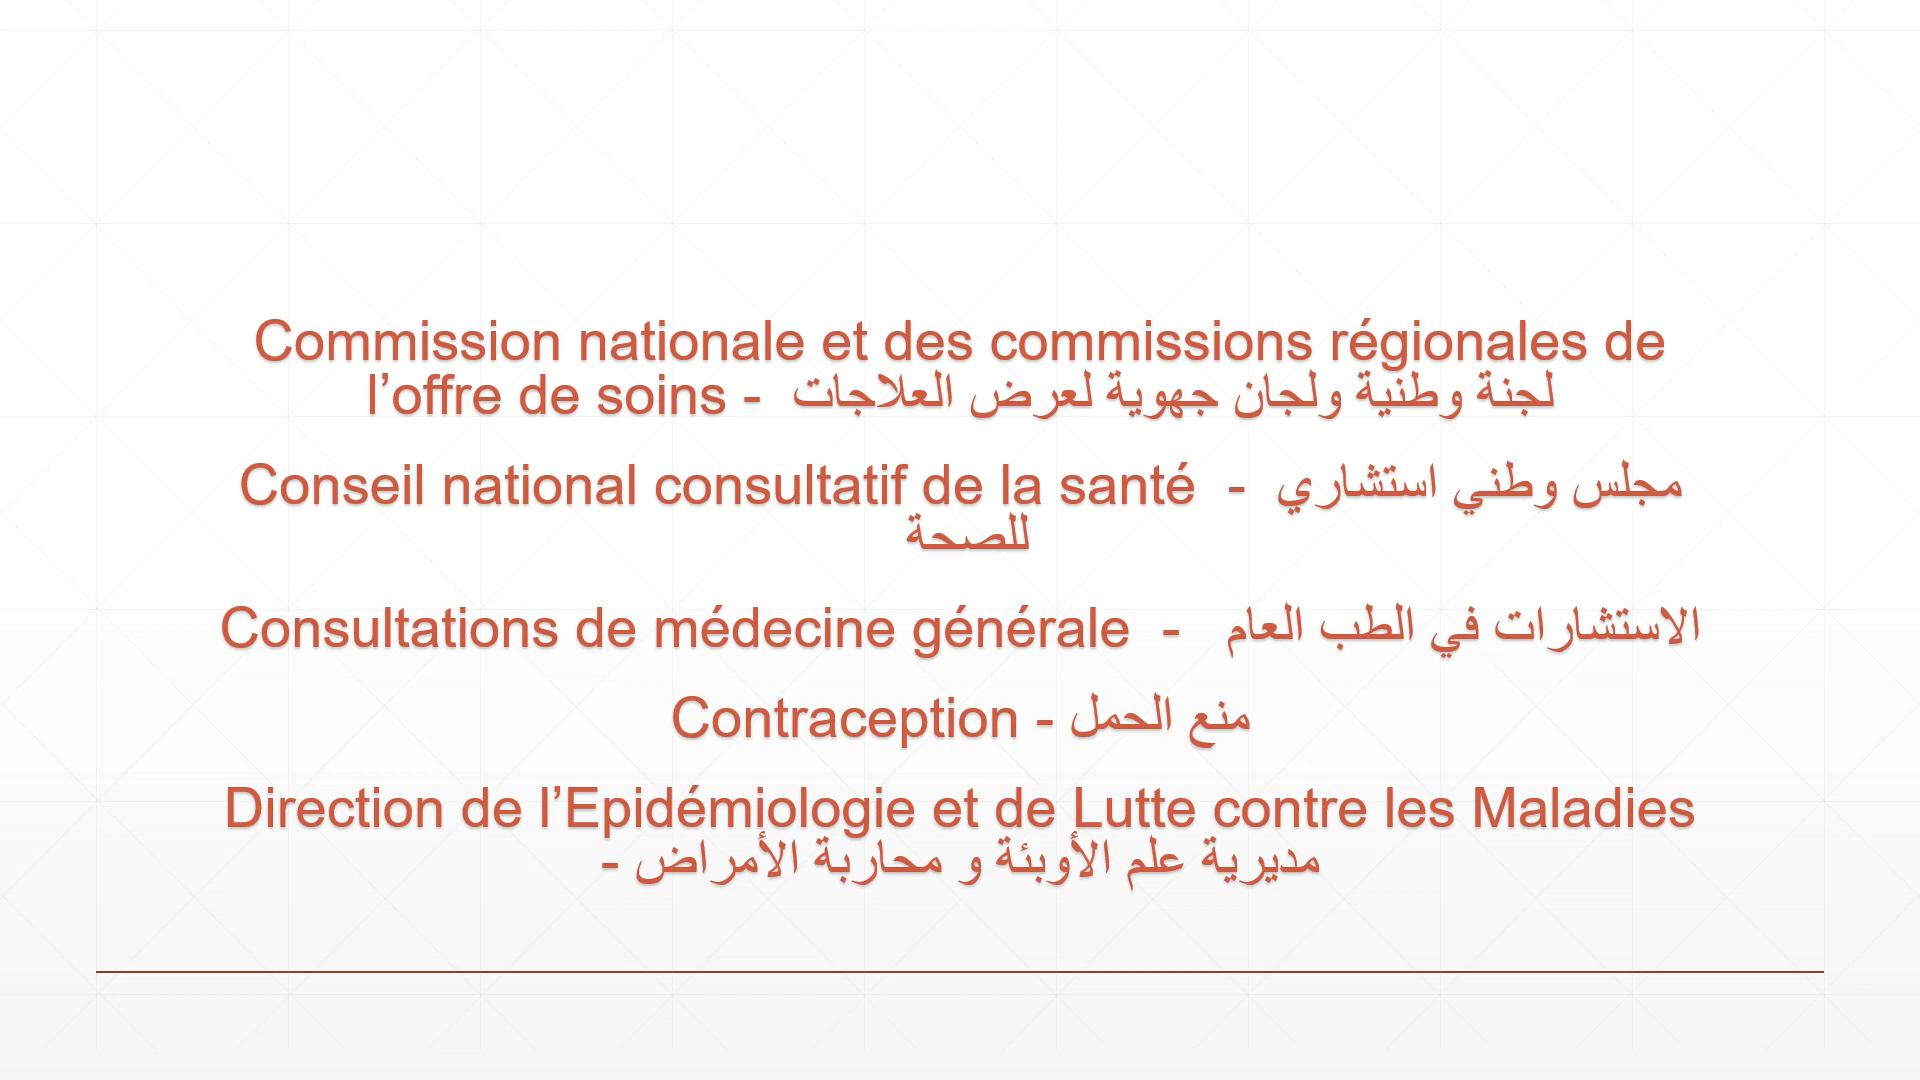 Commission nationale et des commissions régionales de
l’offre de soins - لجنة وطنية ولجان جهوية لعرض العلاجات
Conseil national consultatif de la santé - مجلس وطني استشاري
للصحة
Consultations de médecine générale - الاستشارات في الطب العام
Contraception - منع الحمل
Direction de l’Epidémiologie et de Lutte contre les Maladies
- مديرية علم الأوبئة و محاربة الأمراض